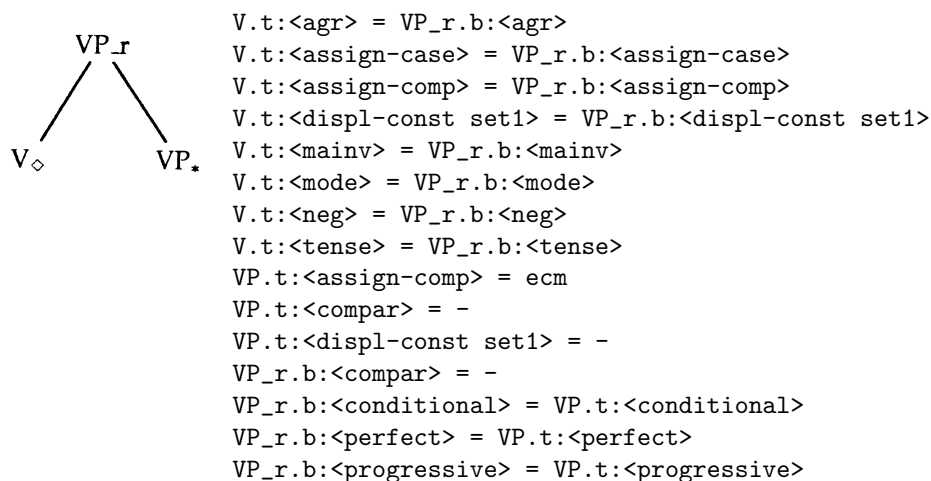 VP_r
V◇
VP*
V.t:<agr> = VP_r.b:<agr>
V.t:<assign-case> = VP_r.b:<assign-case>
V.t:<assign-comp> = VP_r.b:<assign-comp>
V.t:<displ-const set1> = VP_r.b:<displ-const set1>
V.t:<mainv> = VP_r.b:<mainv>
V.t:<mode> = VP_r.b:<mode>
V.t:<neg> = VP_r.b:<neg>
V.t:<tense> = VP_r.b:<tense>
VP.t:<assign-comp> = ecm
VP.t:<compar> = -
VP.t:<displ-const set1> = -
VP_r.b:<compar> = -
VP_r.b:<conditional> = VP.t:<conditional>
VP_r.b:<perfect> = VP.t:<perfect>
VP_r.b:<progressive> = VP.t:<progressive>